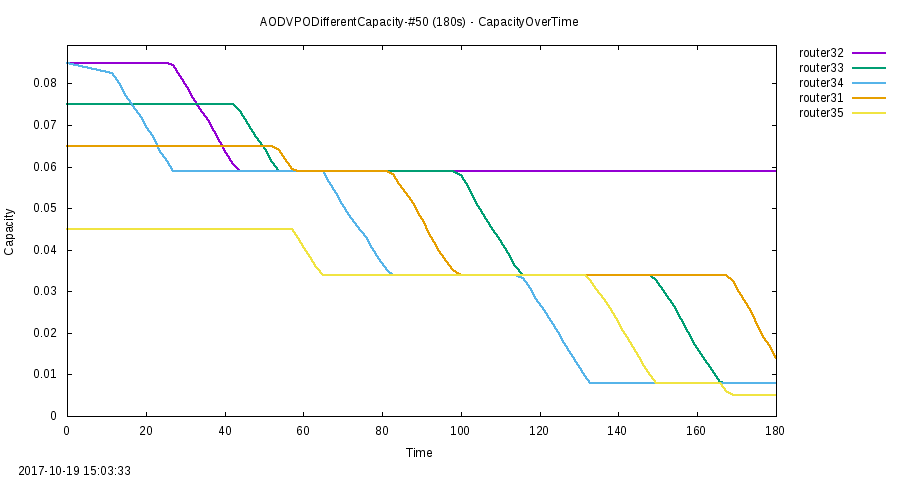 AODVPODifferentCapacity-#50 (180s) - CapacityOverTime
router32
router33
router34
router31
router35
0.08
0.07
0.06
0.05
0.04
0.03
0.02
0.01
0
Capacity
0 20 40 60 80 100 120 140 160 180
Time
2017-10-19 15:03:33